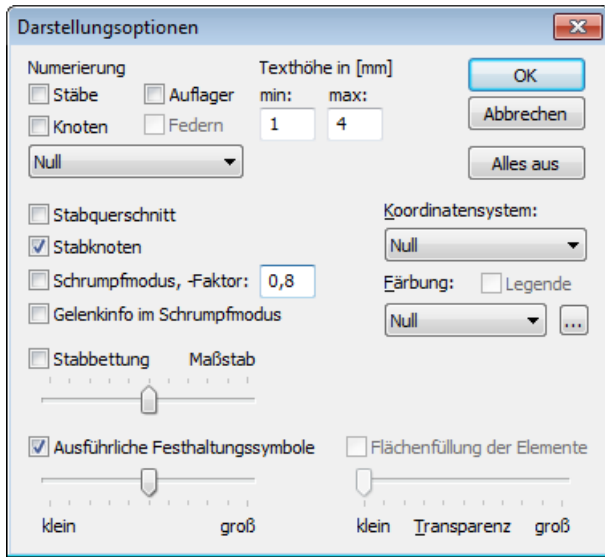 Darstellungsoptionen
Numerierung
Texthöhe in [mm]
OK
Stäbe
Auflager
min:
max:
Abbrechen
Knoten
Federn
1
4
Null
Alles aus
Stabquerschnitt
Koordinatensystem:
Stabknoten
Null
Schrumpfmodus, -Faktor:
0,8
Färbung:
Legende
Gelenkinfo im Schrumpfmodus
Null
...
Stabbettung
Maßstab
Ausführliche Festhaltungssymbole
Flächenfüllung der Elemente
klein
groß
klein
Transparenz
groß